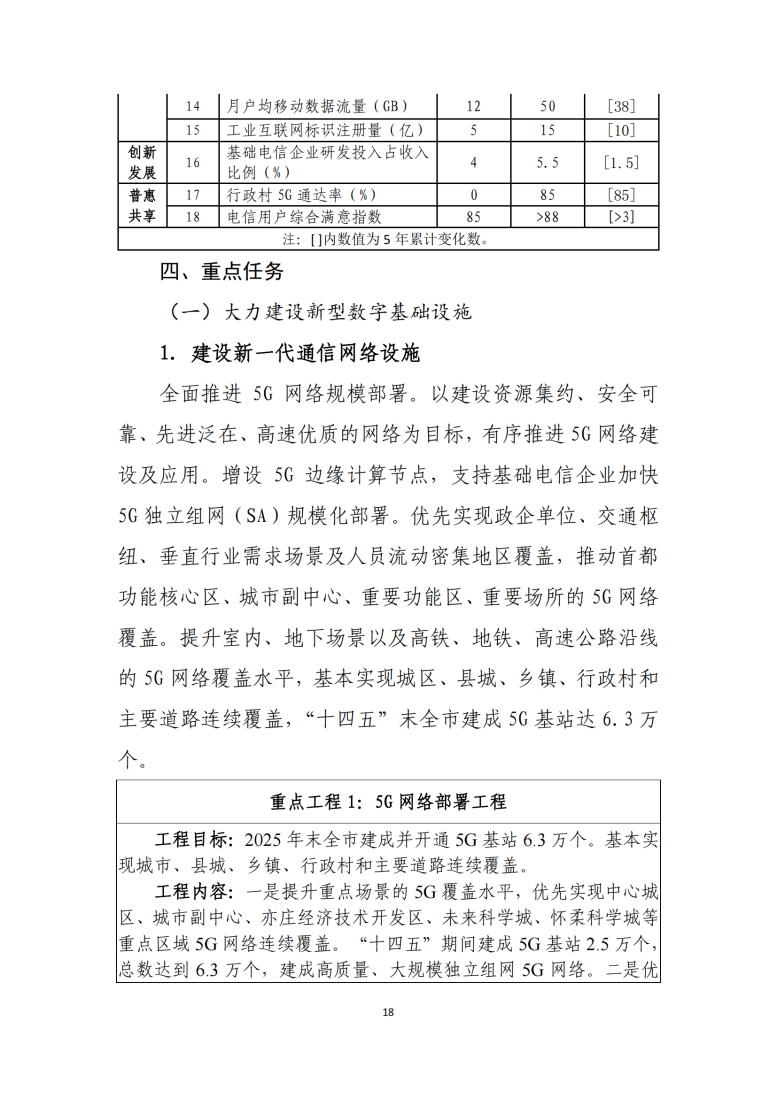 14 月户均移动数据流量（GB） 12 50 [38]
15 工业互联网标识注册量（亿） 5 15 [10]
创新发展 16 基础电信企业研发投入占收入
比例（%） 4 5.5 [1.5]
普惠共享 17 行政村 5G 通达率（%） 0 85 [85]
18 电信用户综合满意指数 85 >88 [>3]
注：[ ]内数值为 5 年累计变化数。
四、重点任务
（一）大力建设新型数字基础设施
1. 建设新一代通信网络设施
全面推进 5G 网络规模部署。以建设资源集约、安全可
靠、先进泛在、高速优质的网络为目标，有序推进 5G 网络建
设及应用。增设 5G 边缘计算节点，支持基础电信企业加快
5G 独立组网（SA）规模化部署。优先实现政企单位、交通枢
纽、垂直行业需求场景及人员流动密集地区覆盖，推动首都
功能核心区、城市副中心、重要功能区、重要场所的 5G 网络
覆盖。提升室内、地下场景以及高铁、地铁、高速公路沿线
的 5G 网络覆盖水平，基本实现城区、县城、乡镇、行政村和
主要道路连续覆盖，“十四五”末全市建成 5G 基站达 6.3 万
个。
重点工程 1：5G 网络部署工程
工程目标：2025 年末全市建成并开通 5G 基站 6.3 万个。基本实
现城市、县城、乡镇、行政村和主要道路连续覆盖。
工程内容：一是提升重点场景的 5G 覆盖水平，优先实现中心城
区、城市副中心、亦庄经济技术开发区、未来科学城、怀柔科学城等
重点区域 5G 网络连续覆盖。“十四五”期间建成 5G 基站 2.5 万个，
总数达到 6.3 万个，建成高质量、大规模独立组网 5G 网络。二是优
18